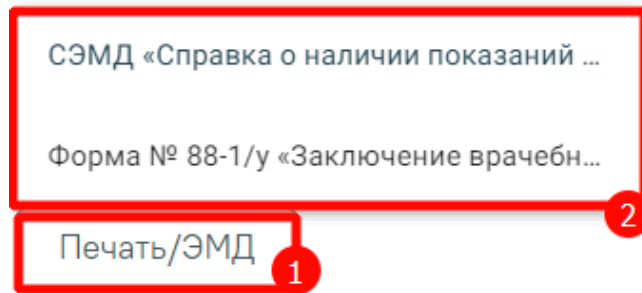 СЭМД «Справка о наличии показаний ...
Форма № 88-1/у «Заключение врачебн...
2
Печать/ЭМД
1